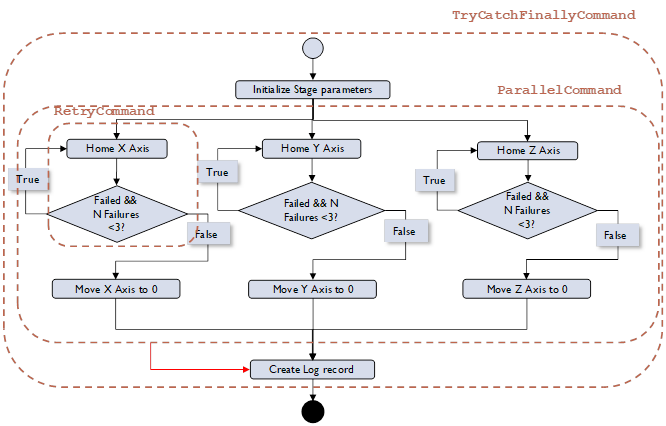 TryCatchFinallyCommand
Initialize Stage parameters
ParallelCommand
RetryCommand
Home X Axis
Home Y Axis
Home Z Axis
True
True
True
Failed &&
N Failures
<3?
Failed && N
Failures <3?
Failed &&
N Failures
<3?
False
False
False
Move X Axis to 0
Move Y Axis to 0
Move Z Axis to 0
Create Log record